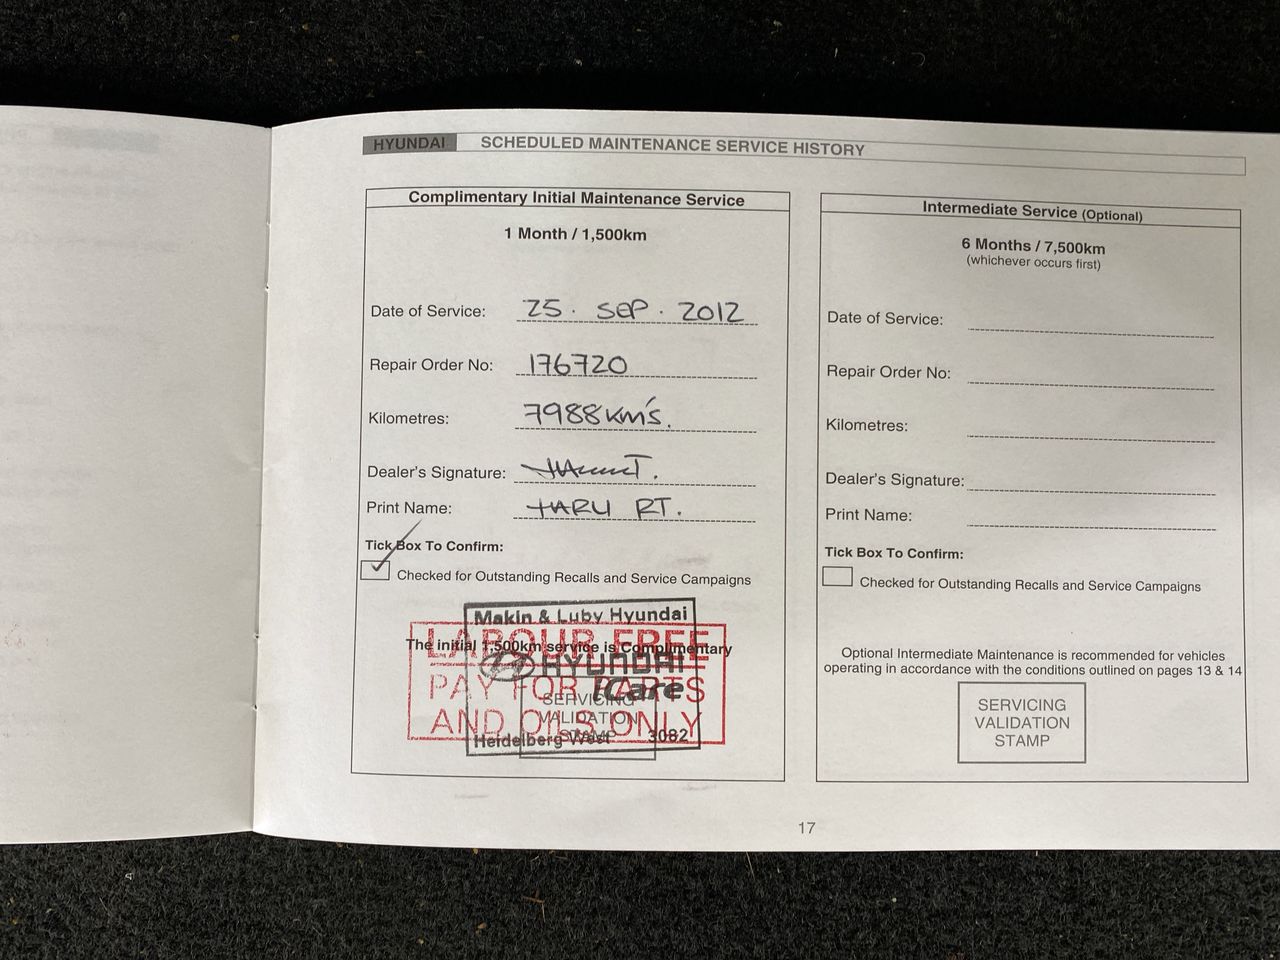 HYUNDAI SCHEDULED MAINTENANCE SERVICE HISTORY
Complimentary Initial Maintenance Service
1 Month / 1,500km
Date of Service: 25 . SEP . 2012
Repair Order No: 176720
Kilometres: 7988KM'S.
Dealer's Signature:
Print Name: HARU RT.
Tick Box To Confirm:
Checked for Outstanding Recalls and Service Campaigns
Makin & Luby Hyundai
LABOUR FREE
The initial 1,500km service is Complimentary
HYUNDAI
iCare
PAY FOR PARTS
SERVICING
VALIDATION
STAMP
AND OILS ONLY
Heidelberg West 3082
Intermediate Service (Optional)
6 Months / 7,500km
(whichever occurs first)
Date of Service:
Repair Order No:
Kilometres:
Dealer's Signature:
Print Name:
Tick Box To Confirm:
Checked for Outstanding Recalls and Service Campaigns
Optional Intermediate Maintenance is recommended for vehicles
operating in accordance with the conditions outlined on pages 13 & 14
SERVICING
VALIDATION
STAMP
17